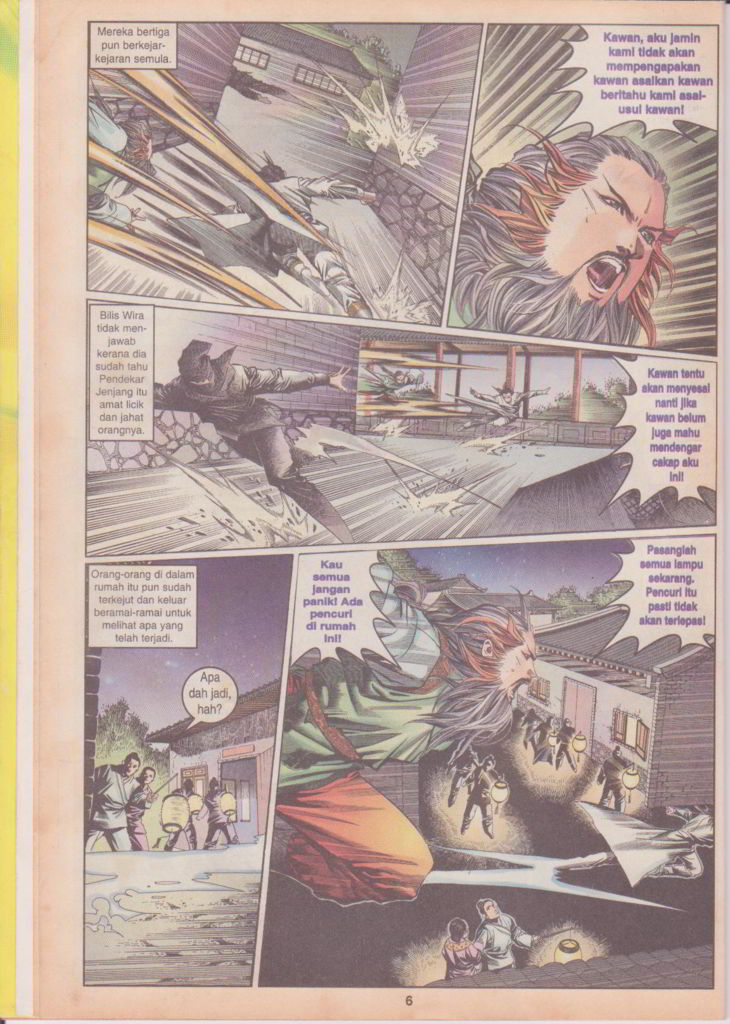 Mereka bertiga
pun berkejar-
kejaran semula.
Kawan, aku jamin
kami tidak akan
mempengapakan
kawan asalkan kawan
beritahu kami asal-
usul kawan!
Bilis Wira
tidak men-
jawab
kerana dia
sudah tahu
Pendekar
Jenjang itu
amat licik
dan jahat
orangnya.
Kawan tentu
akan menyesal
nanti jika
kawan belum
juga mahu
mendengar
cakap aku
ini!
Orang-orang di dalam
rumah itu pun sudah
terkejut dan keluar
beramai-ramai untuk
melihat apa yang
telah terjadi.
Apa
dah jadi,
hah?
Kau
semua
jangan
panik! Ada
pencuri
di rumah
ini!
Pasanglah
semua lampu
sekarang.
Pencuri itu
pasti tidak
akan terlepas!
6